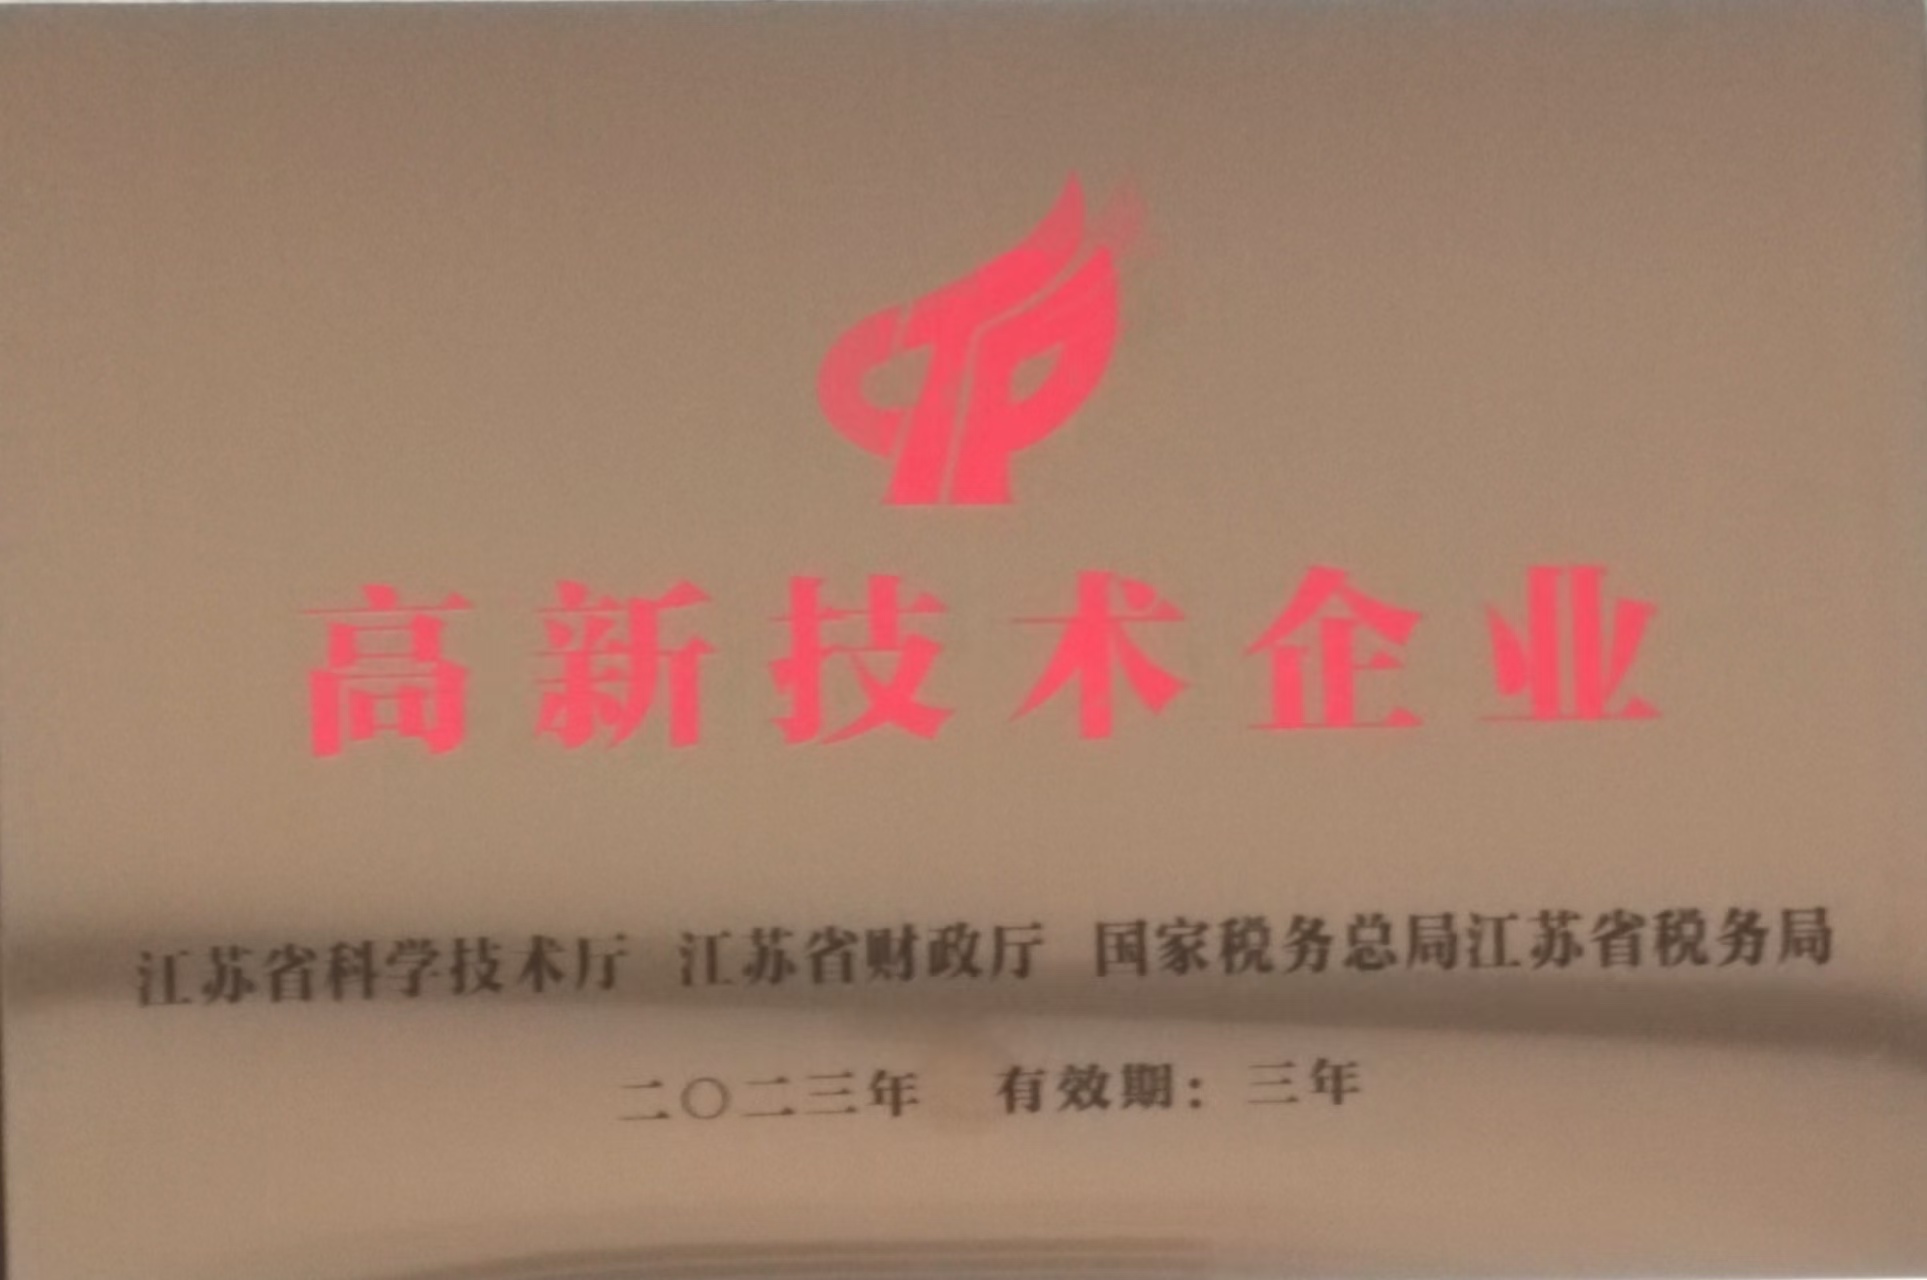 高新技术企业
江苏省科学技术厅 江苏省财政厅 国家税务总局江苏省税务局
二〇二三年 有效期：三年